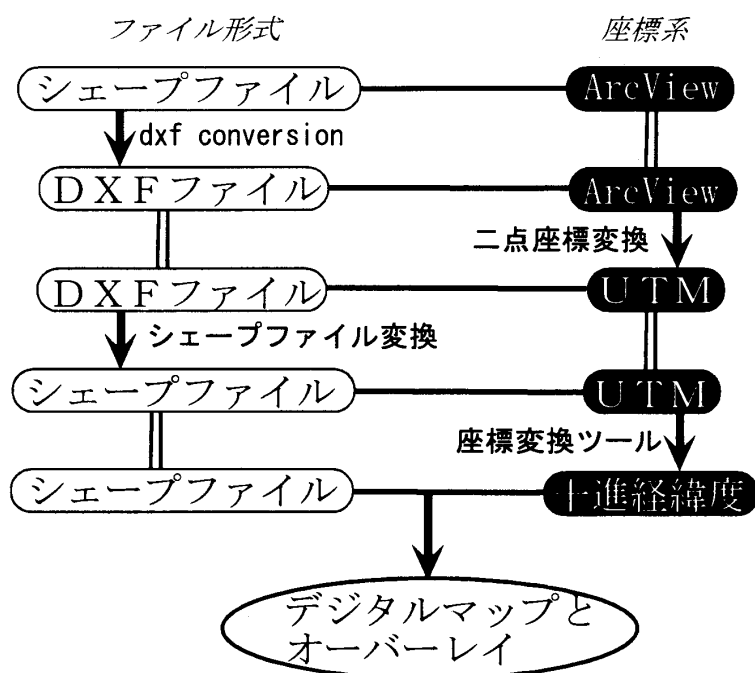 ファイル形式 座標系
シェープファイル ArcView
dxf conversion
ＤＸＦファイル ArcView
二点座標変換
ＤＸＦファイル ＵＴＭ
シェープファイル変換
シェープファイル ＵＴＭ
座標変換ツール
シェープファイル 十進経緯度
デジタルマップと
オーバーレイ